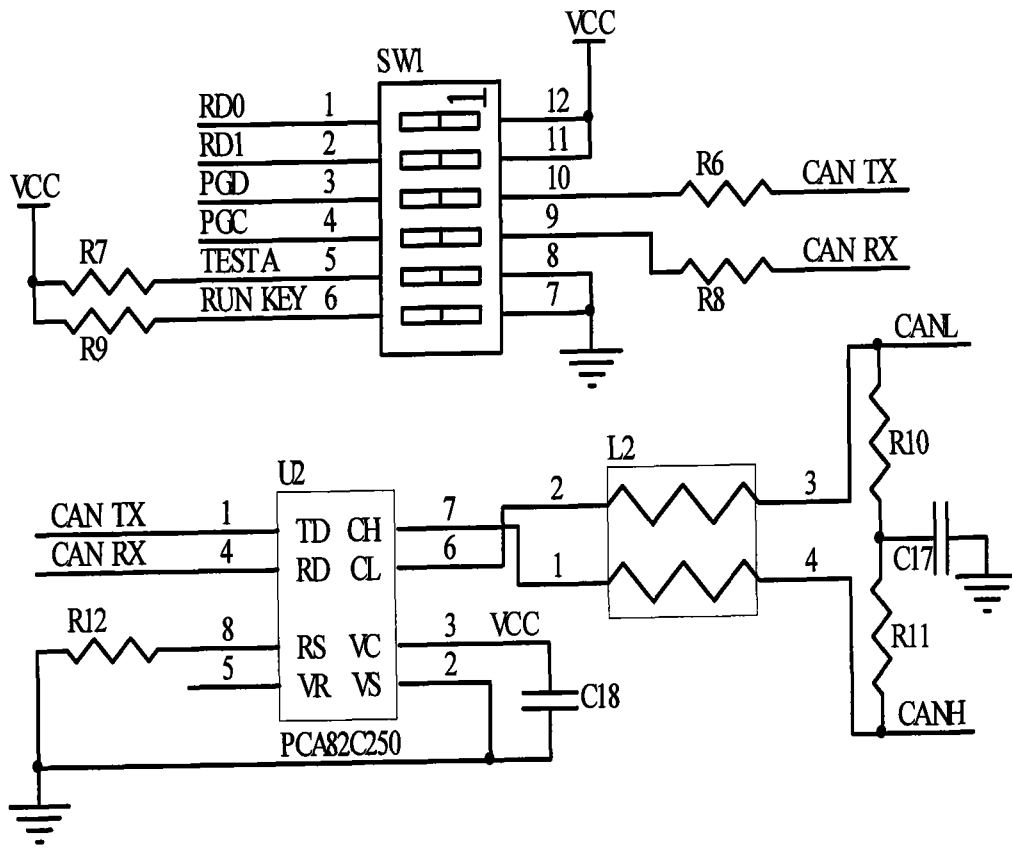 VCC
SW1
1
RD0 1 12
RD1 2 11
VCC PGD 3 10 R6 CAN TX
PGC 4 9
R7 TEST A 5 8 R8 CAN RX
RUN KEY 6 7
R9
CANL
R10
U2 L2
CAN TX 1 TD CH 7 2 3
CAN RX 4 RD CL 6 1 4 C17
R12 8 RS VC 3 VCC R11
5 VR VS 2 C18
CANH
PCA82C250